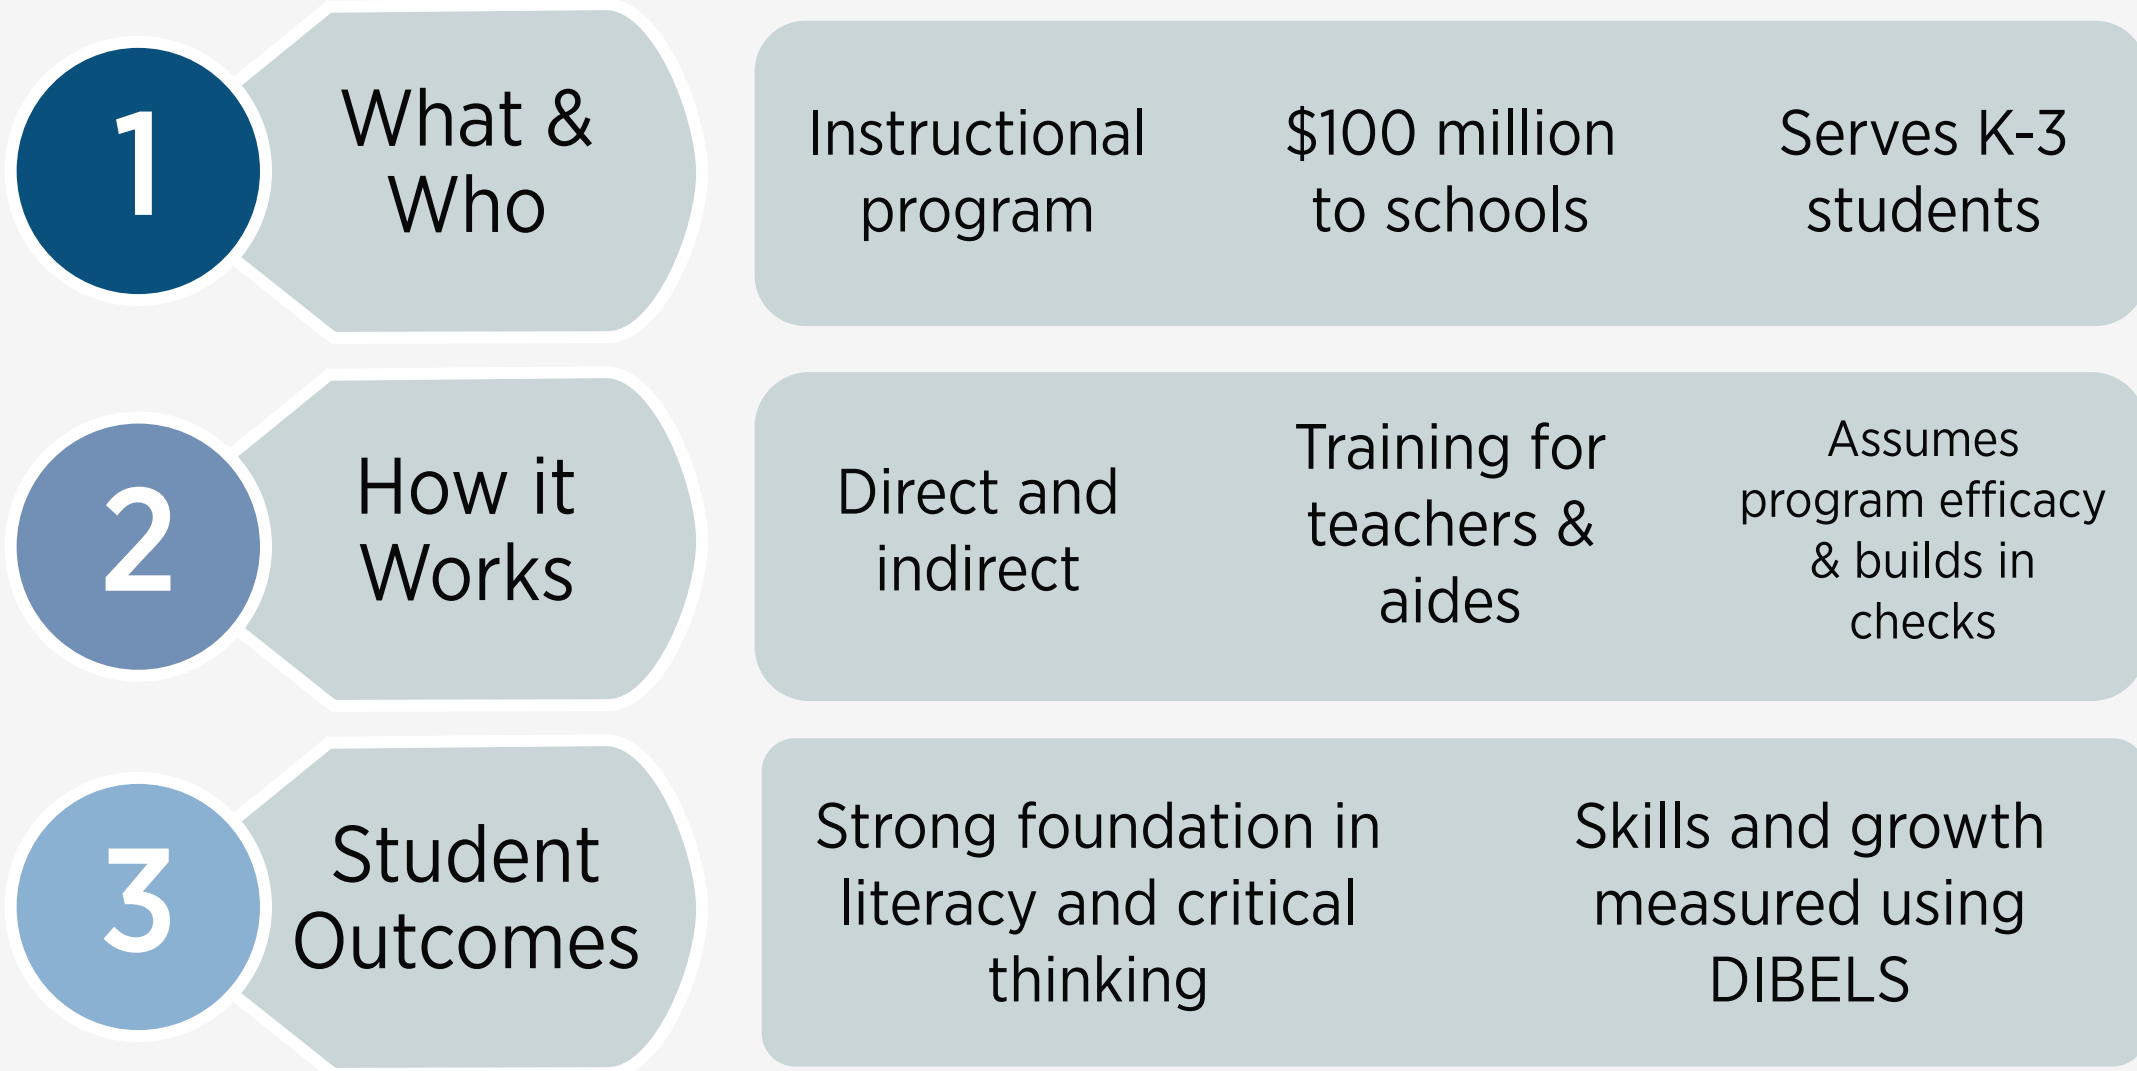 1
What &
Who
Instructional
program
$100 million
to schools
Serves K-3
students
2
How it
Works
Direct and
indirect
Training for
teachers &
aides
Assumes
program efficacy
& builds in
checks
3
Student
Outcomes
Strong foundation in
literacy and critical
thinking
Skills and growth
measured using
DIBELS